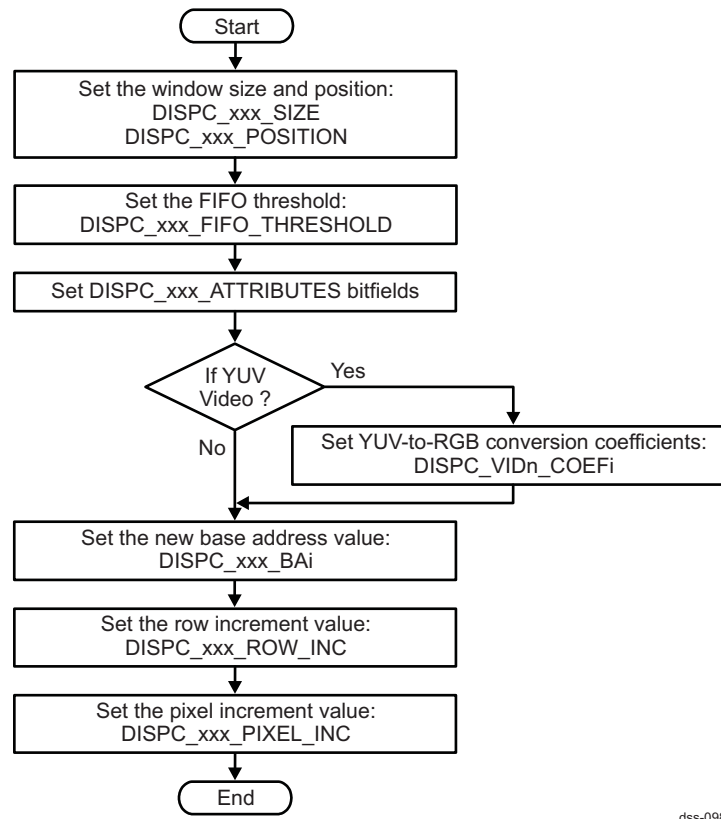 Start
Set the window size and position:
DISPC_xxx_SIZE
DISPC_xxx_POSITION
Set the FIFO threshold:
DISPC_xxx_FIFO_THRESHOLD
Set DISPC_xxx_ATTRIBUTES bitfields
If YUV
Video ?
Yes
No
Set YUV-to-RGB conversion coefficients:
DISPC_VIDn_COEFi
Set the new base address value:
DISPC_xxx_BAi
Set the row increment value:
DISPC_xxx_ROW_INC
Set the pixel increment value:
DISPC_xxx_PIXEL_INC
End